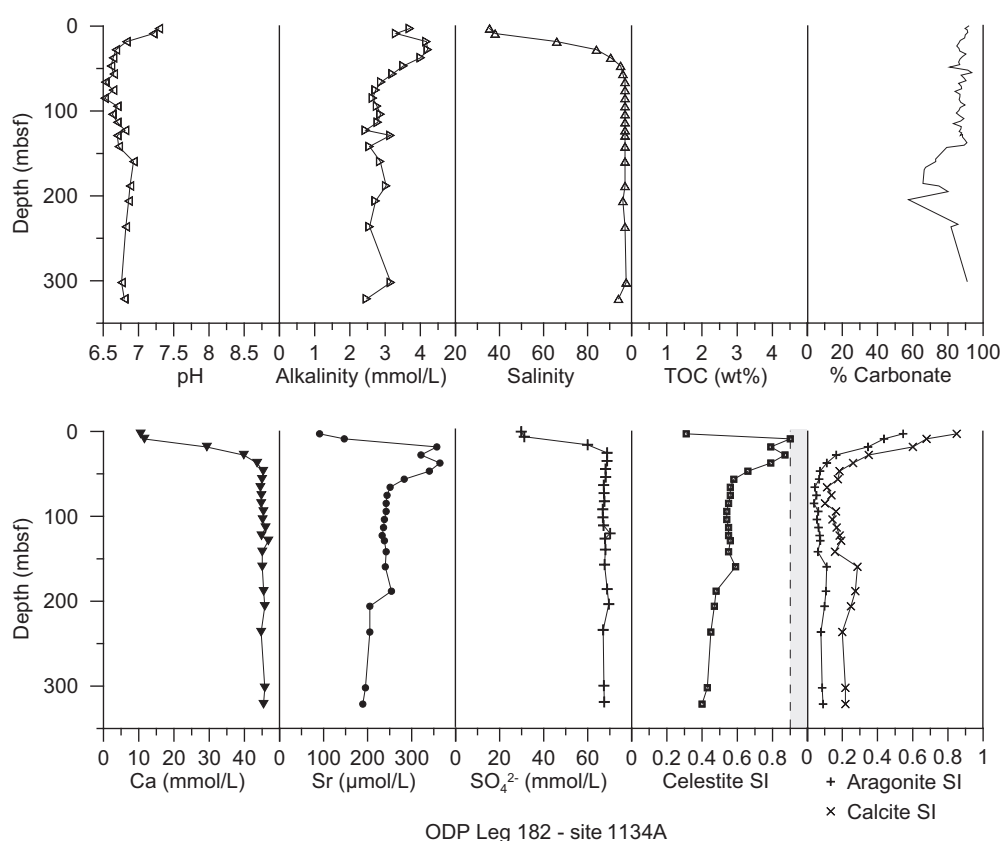 0
100
200
300
Depth (mbsf)
6.5 7 7.5 8 8.5 0 1 2 3 4 20 40 60 80 100 0 1 2 3 4 0 20 40 60 80 100
pH Alkalinity (mmol/L) Salinity TOC (wt%) % Carbonate
0
100
200
300
Depth (mbsf)
0 10 20 30 40 0 100 200 300 400 0 20 40 60 0 0.2 0.4 0.6 0.8 0.2 0.4 0.6 0.8 1
Ca (mmol/L) Sr (µmol/L) SO₄²⁻ (mmol/L) Celestite SI + Aragonite SI
× Calcite SI
ODP Leg 182 - site 1134A